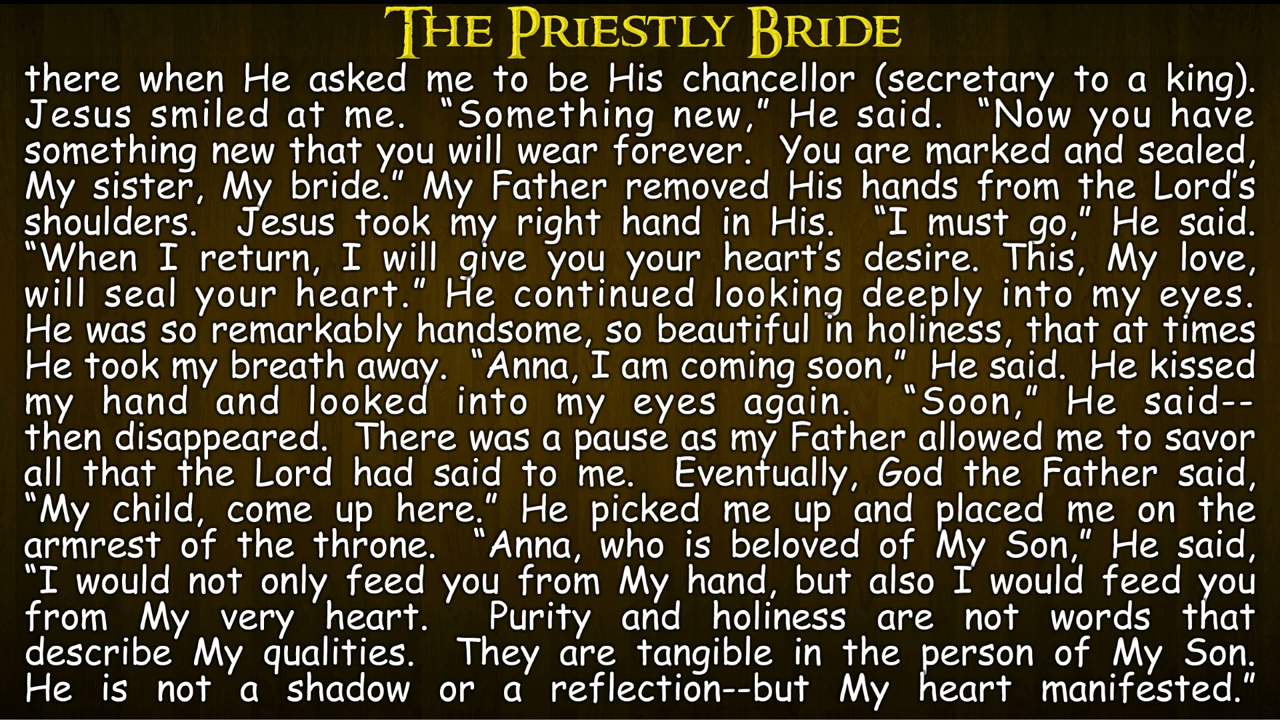 The Priestly Bride
there when He asked me to be His chancellor (secretary to a king).
Jesus smiled at me. “Something new,” He said. “Now you have
something new that you will wear forever. You are marked and sealed,
My sister, My bride.” My Father removed His hands from the Lord’s
shoulders. Jesus took my right hand in His. “I must go,” He said.
“When I return, I will give you your heart’s desire. This, My love,
will seal your heart.” He continued looking deeply into my eyes.
He was so remarkably handsome, so beautiful in holiness, that at times
He took my breath away. “Anna, I am coming soon,” He said. He kissed
my hand and looked into my eyes again. “Soon,” He said--
then disappeared. There was a pause as my Father allowed me to savor
all that the Lord had said to me. Eventually, God the Father said,
“My child, come up here.” He picked me up and placed me on the
armrest of the throne. “Anna, who is beloved of My Son,” He said,
“I would not only feed you from My hand, but also I would feed you
from My very heart. Purity and holiness are not words that
describe My qualities. They are tangible in the person of My Son.
He is not a shadow or a reflection--but My heart manifested.”